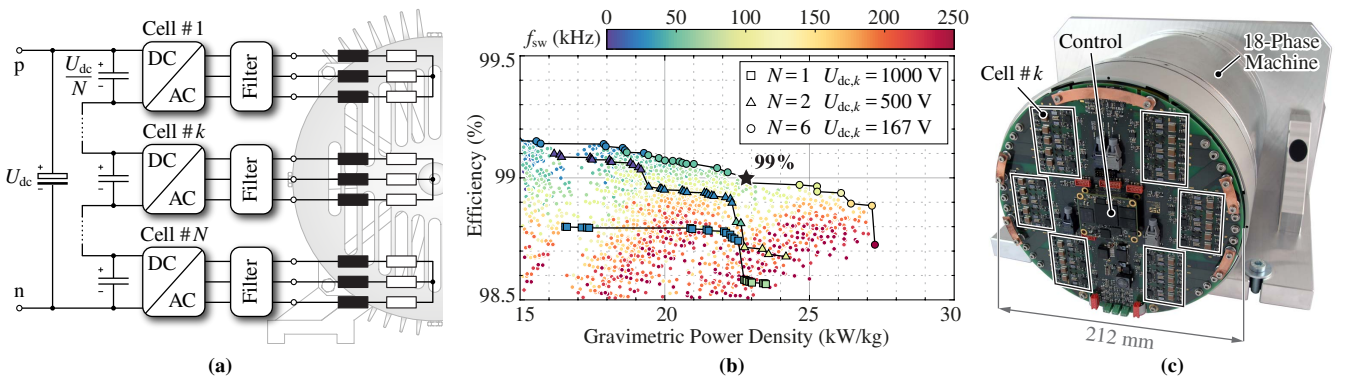 Cell #1
p
U_dc
N
+
-
DC
AC
Filter
Cell #k
U_dc
+
+
-
DC
AC
Filter
Cell #N
+
-
DC
AC
Filter
n
(a)
f_sw (kHz)
0 50 100 150 200 250
99.5
99
98.5
Efficiency (%)
N = 1 U_dc,k = 1000 V
N = 2 U_dc,k = 500 V
N = 6 U_dc,k = 167 V
99%
15 20 25 30
Gravimetric Power Density (kW/kg)
(b)
Control
18-Phase
Machine
Cell #k
212 mm
(c)